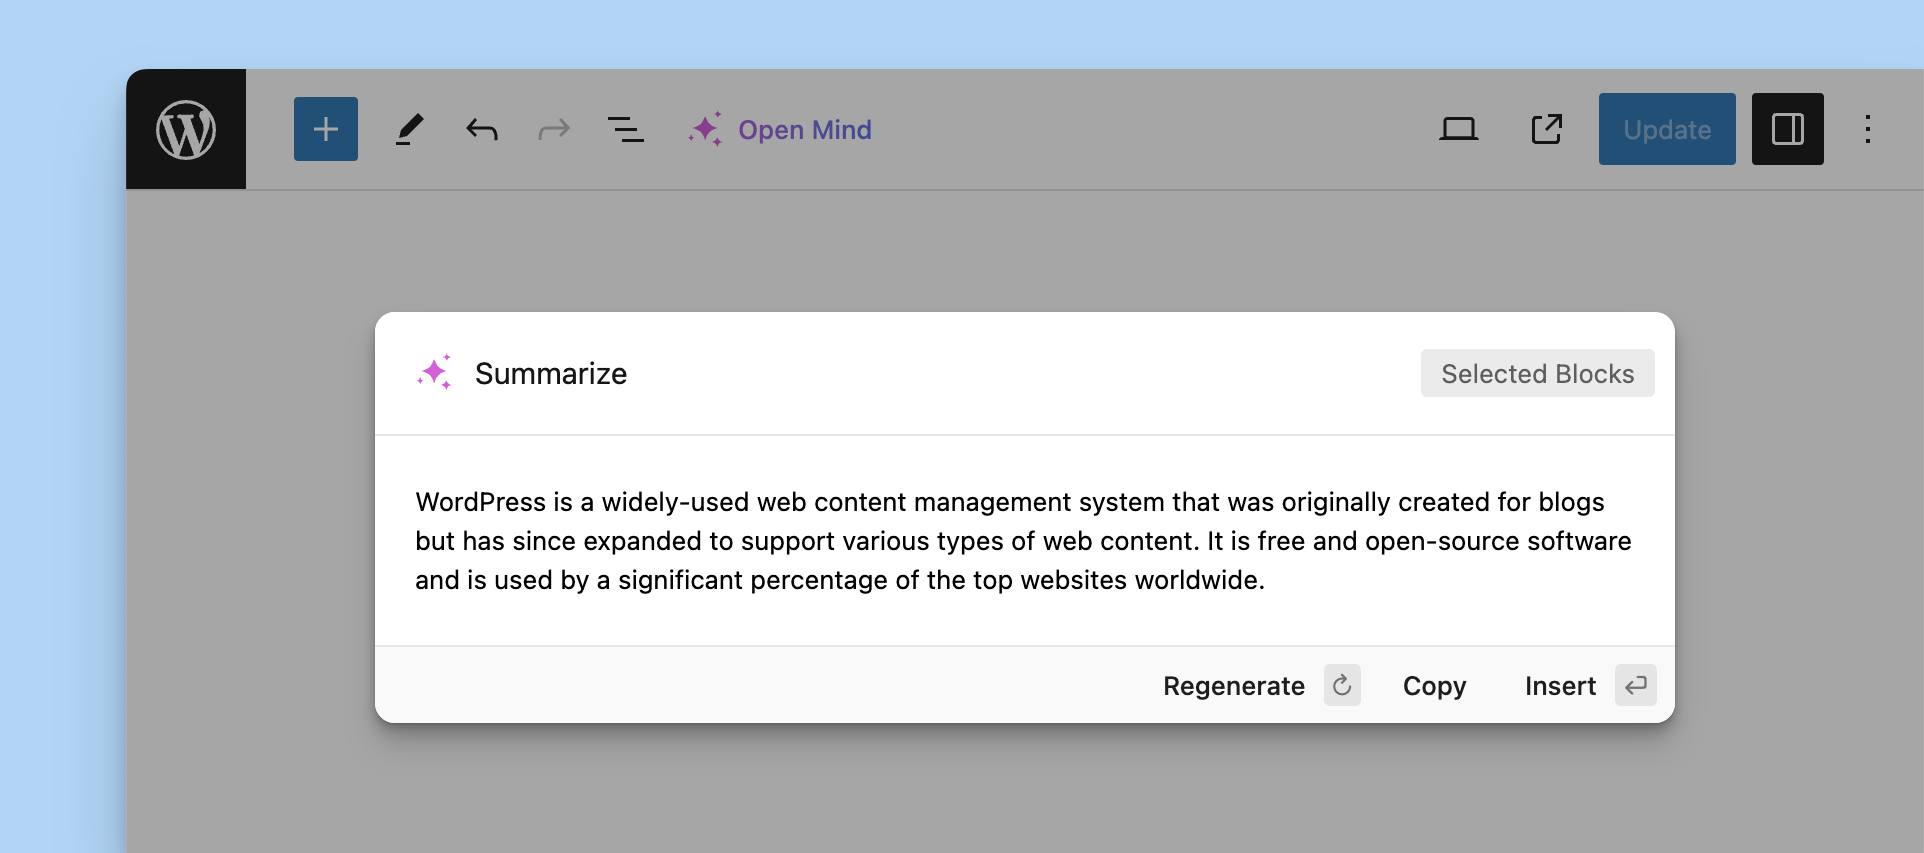 Open Mind
Update
Summarize
Selected Blocks
WordPress is a widely-used web content management system that was originally created for blogs
but has since expanded to support various types of web content. It is free and open-source software
and is used by a significant percentage of the top websites worldwide.
Regenerate
Copy
Insert